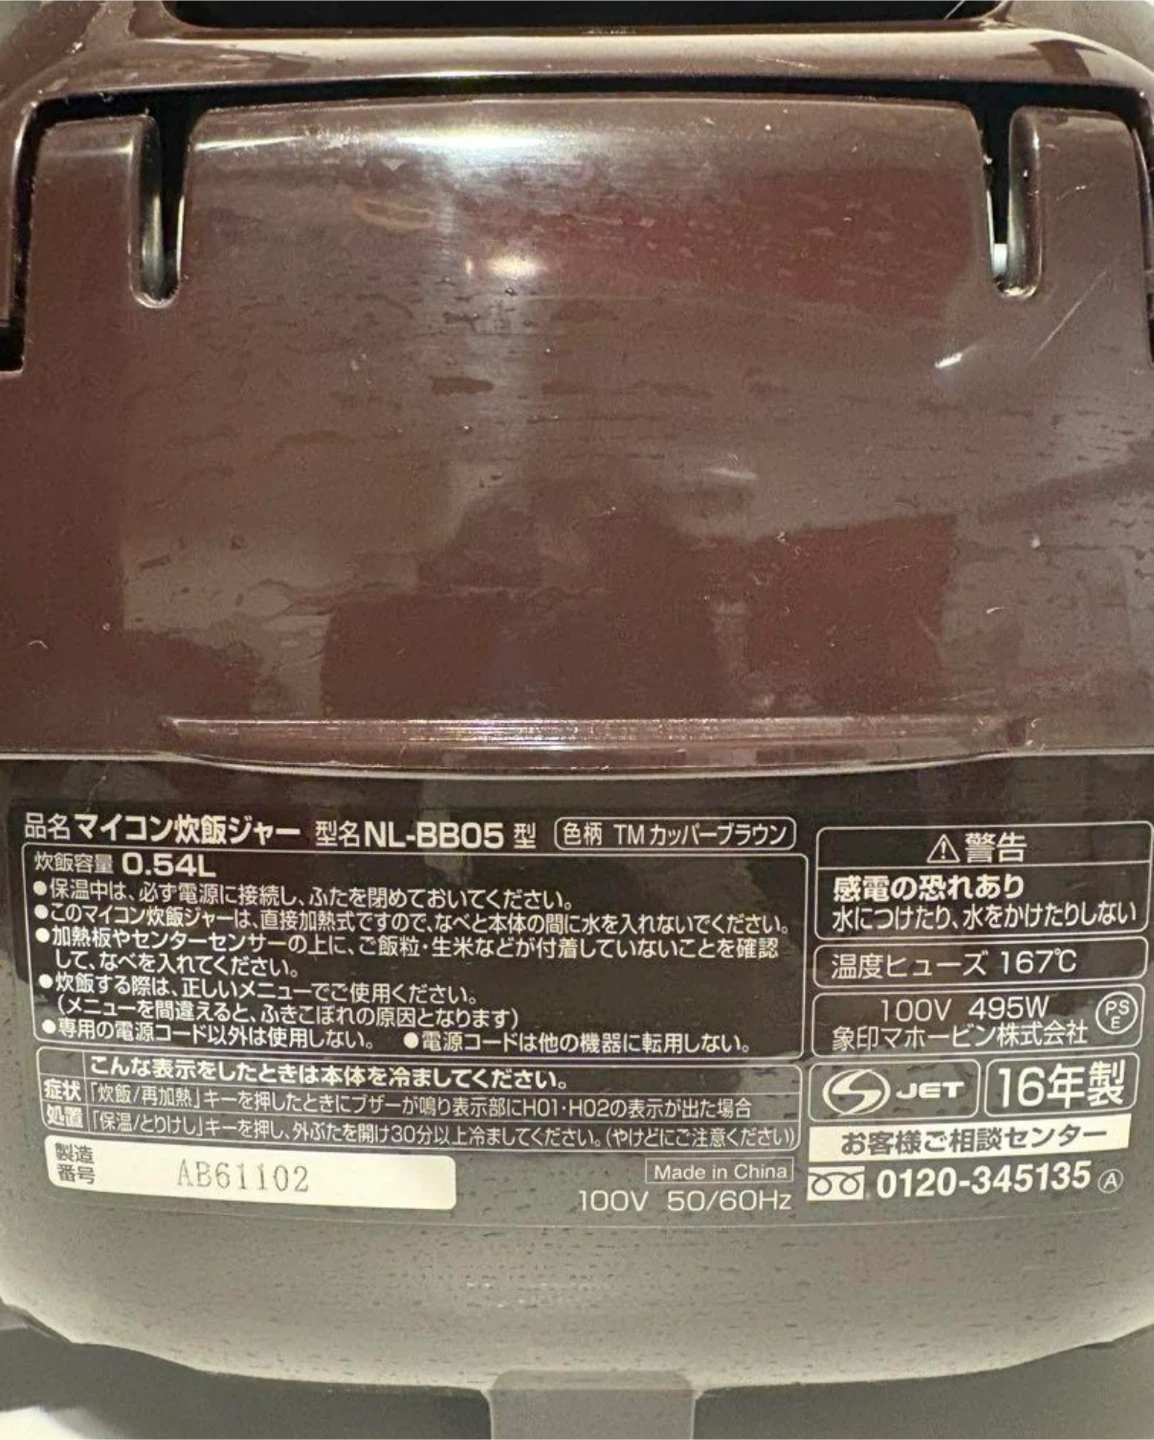 品名マイコン炊飯ジャー 型名NL-BB05型 色柄 TMカッパーブラウン
炊飯容量 0.54L
●保温中は、必ず電源に接続し、ふたを閉めておいてください。
●このマイコン炊飯ジャーは、直接加熱式ですので、なべと本体の間に水を入れないでください。
●加熱板やセンターセンサーの上に、ご飯粒・生米などが付着していないことを確認
して、なべを入れてください。
●炊飯する際は、正しいメニューでご使用ください。
(メニューを間違えると、ふきこぼれの原因となります)
●専用の電源コード以外は使用しない。 ●電源コードは他の機器に転用しない。
こんな表示をしたときは本体を冷ましてください。
症状 「炊飯/再加熱」キーを押したときにブザーが鳴り表示部にH01・H02の表示が出た場合
処置 「保温/とりけし」キーを押し、外ぶたを開け30分以上冷ましてください。(やけどにご注意ください)
製造
番号 AB61102
Made in China
100V 50/60Hz
⚠警告
感電の恐れあり
水につけたり、水をかけたりしない
温度ヒューズ 167℃
100V 495W
象印マホービン株式会社
PS
E
S JET 16年製
お客様ご相談センター
0120-345135 Ⓐ